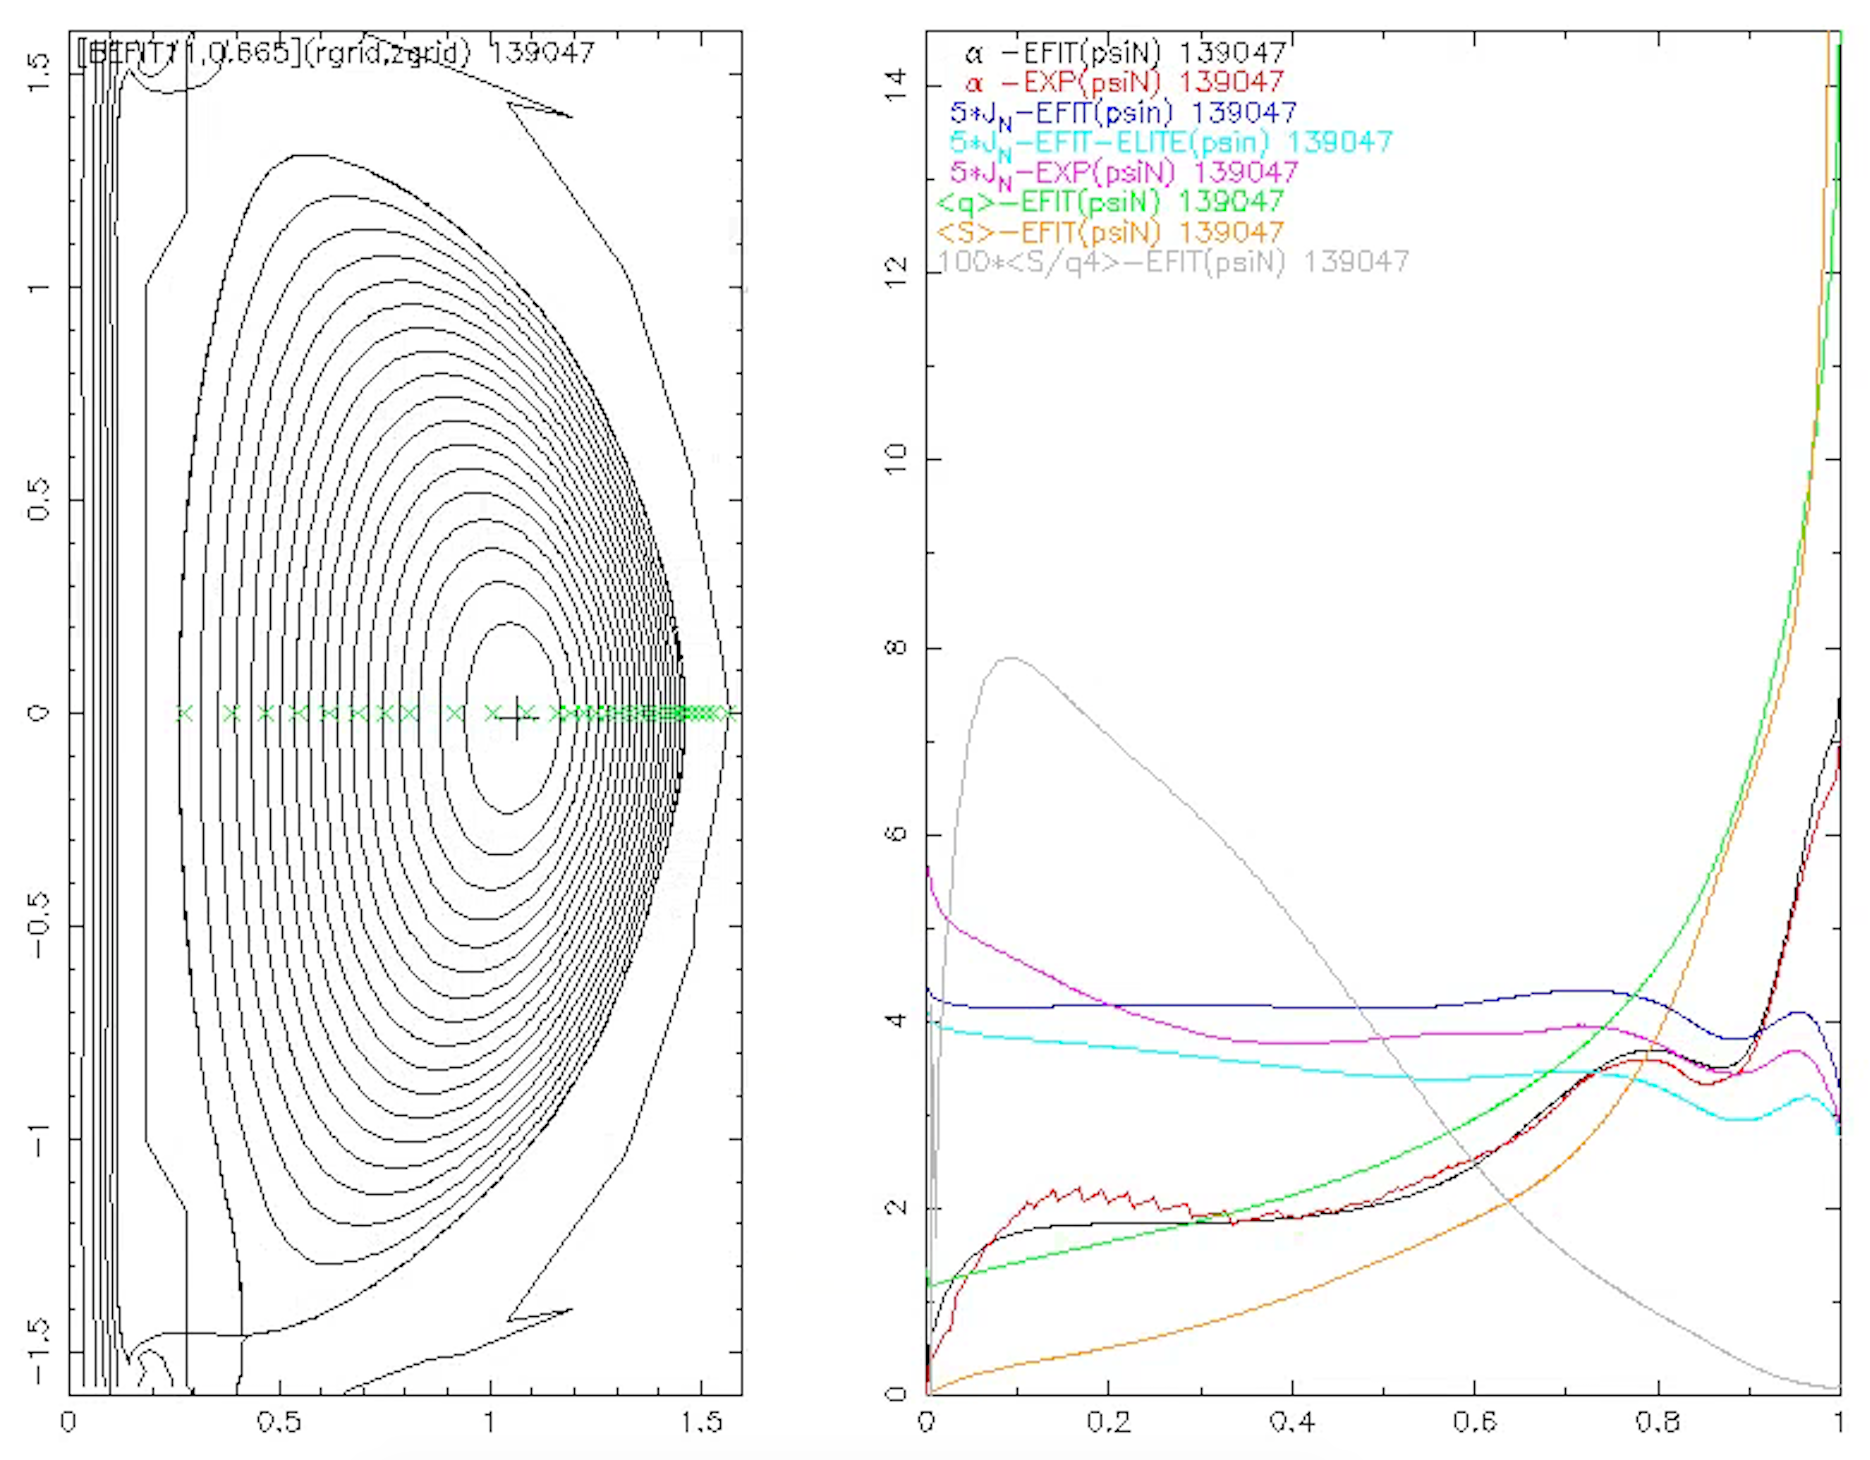 [BEFIT/1,0.665](rgrid,zgrid) 139047
1.5
1
0.5
0
-0.5
-1
-1.5
0 0.5 1 1.5
α -EFIT(psiN) 139047
α -EXP(psiN) 139047
5*J_N-EFIT(psin) 139047
5*J_N-EFIT-ELITE(psin) 139047
5*J_N-EXP(psiN) 139047
<q>-EFIT(psiN) 139047
<S>-EFIT(psiN) 139047
100*<S/q4>-EFIT(psiN) 139047
14
12
10
8
6
4
2
0
0 0.2 0.4 0.6 0.8 1